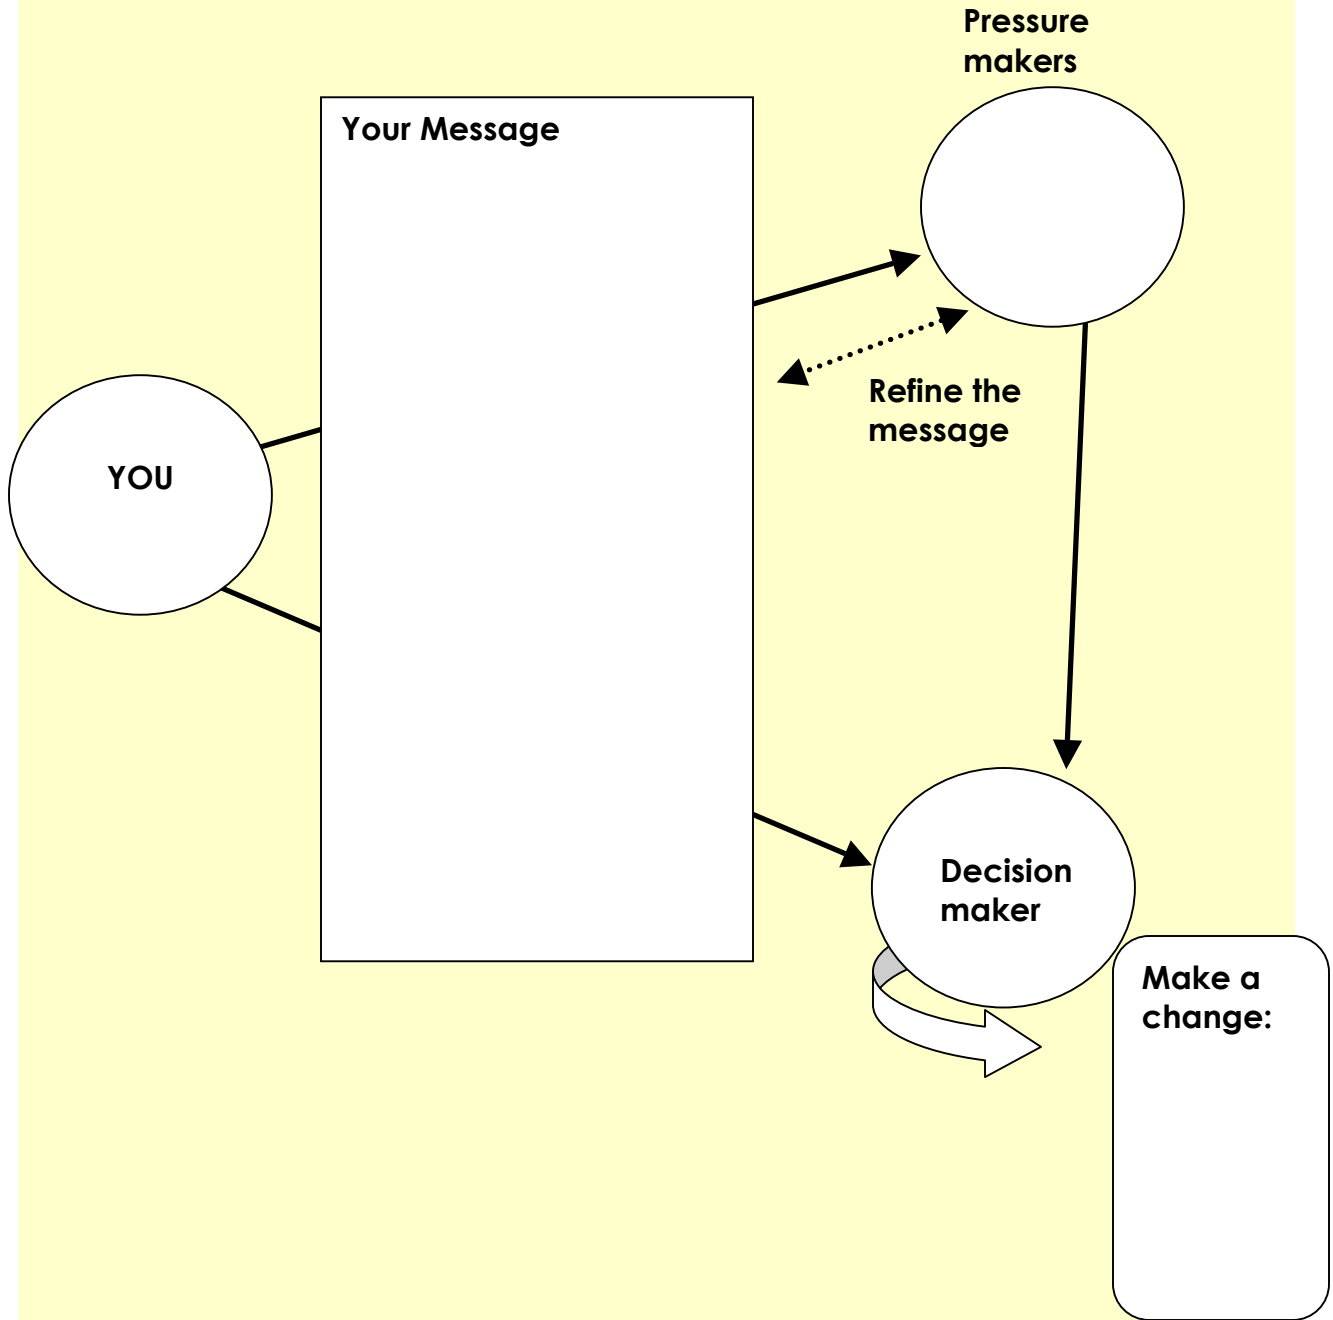 Pressure
makers
Your Message
Refine the
message
YOU
Decision
maker
Make a
change: